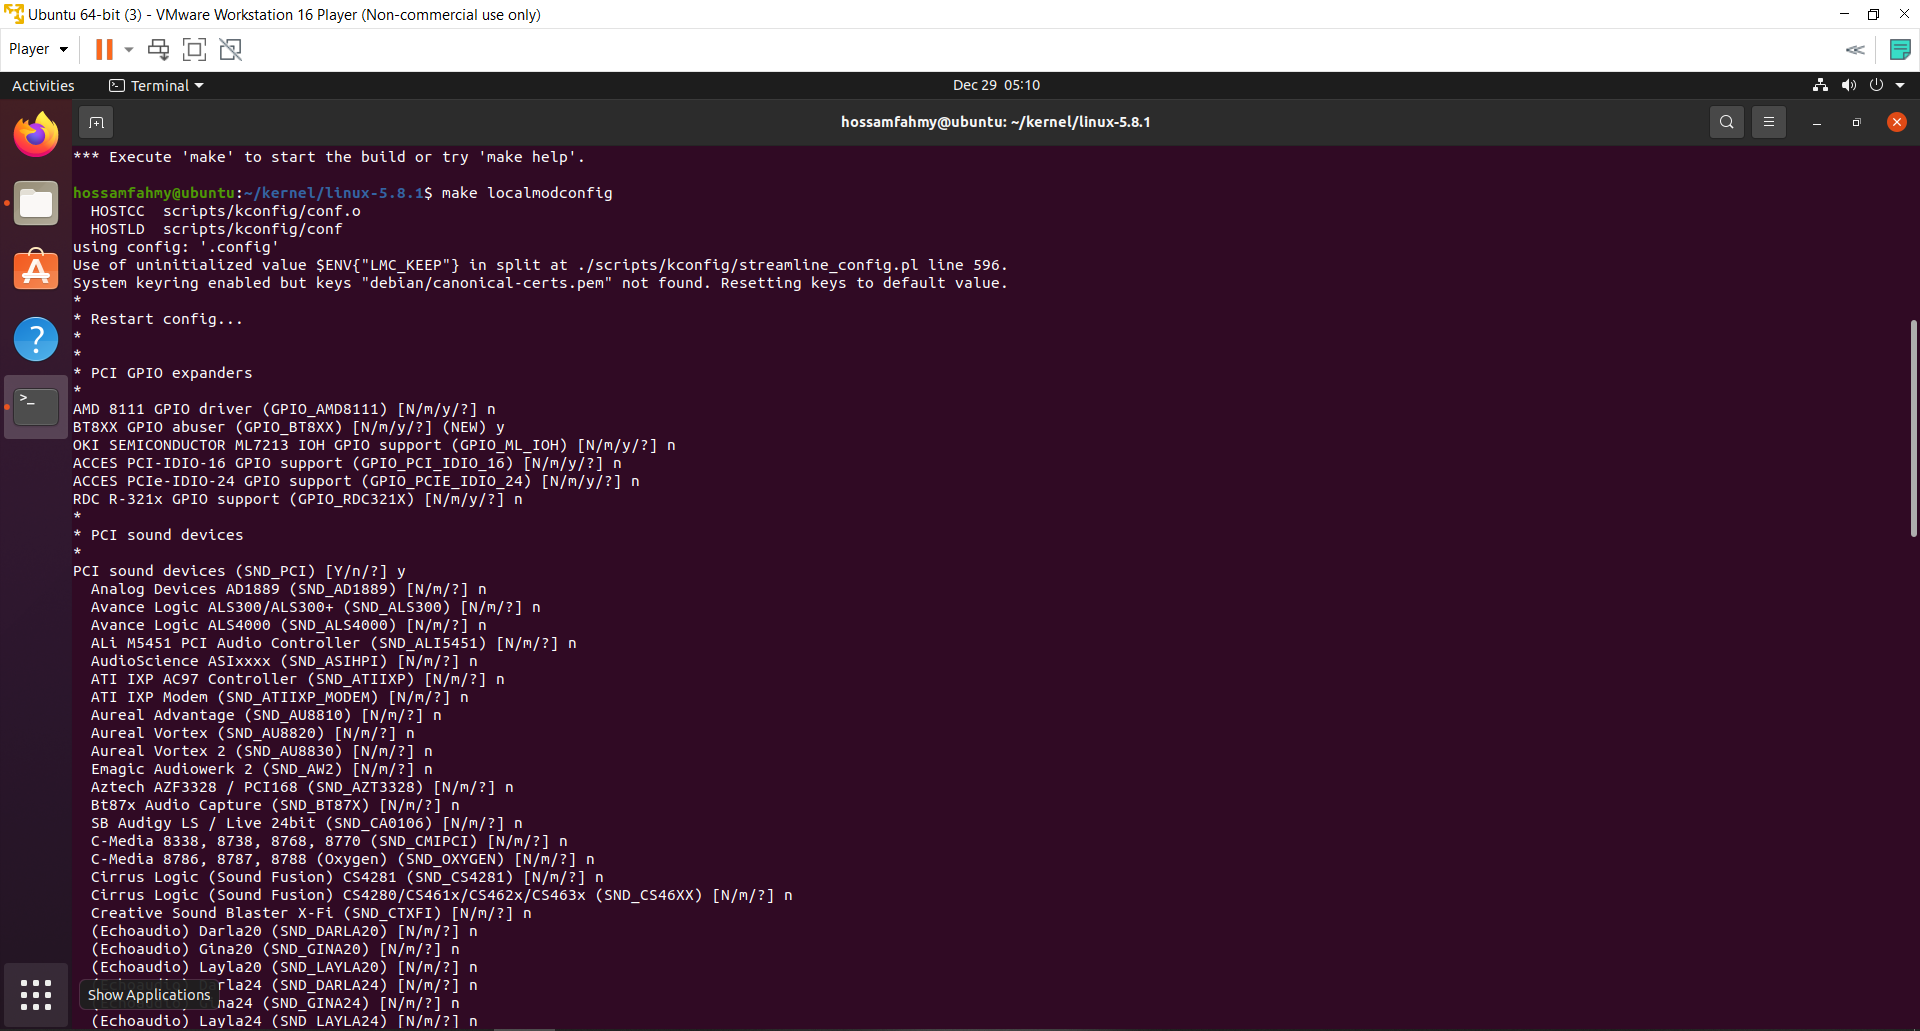 Ubuntu 64-bit (3) - VMware Workstation 16 Player (Non-commercial use only)
Player
Activities
Terminal
Dec 29 05:10
hossamfahmy@ubuntu: ~/kernel/linux-5.8.1
*** Execute 'make' to start the build or try 'make help'.
hossamfahmy@ubuntu:~/kernel/linux-5.8.1$ make localmodconfig
HOSTCC scripts/kconfig/conf.o
HOSTLD scripts/kconfig/conf
using config: '.config'
Use of uninitialized value $ENV{"LMC_KEEP"} in split at ./scripts/kconfig/streamline_config.pl line 596.
System keyring enabled but keys "debian/canonical-certs.pem" not found. Resetting keys to default value.
*
* Restart config...
*
*
* PCI GPIO expanders
*
AMD 8111 GPIO driver (GPIO_AMD8111) [N/m/y/?] n
BT8XX GPIO abuser (GPIO_BT8XX) [N/m/y/?] (NEW) y
OKI SEMICONDUCTOR ML7213 IOH GPIO support (GPIO_ML_IOH) [N/m/y/?] n
ACCES PCI-IDIO-16 GPIO support (GPIO_PCI_IDIO_16) [N/m/y/?] n
ACCES PCIe-IDIO-24 GPIO support (GPIO_PCIE_IDIO_24) [N/m/y/?] n
RDC R-321x GPIO support (GPIO_RDC321X) [N/m/y/?] n
*
* PCI sound devices
*
PCI sound devices (SND_PCI) [Y/n/?] y
Analog Devices AD1889 (SND_AD1889) [N/m/?] n
Avance Logic ALS300/ALS300+ (SND_ALS300) [N/m/?] n
Avance Logic ALS4000 (SND_ALS4000) [N/m/?] n
ALi M5451 PCI Audio Controller (SND_ALI5451) [N/m/?] n
AudioScience ASIxxxx (SND_ASIHPI) [N/m/?] n
ATI IXP AC97 Controller (SND_ATIIXP) [N/m/?] n
ATI IXP Modem (SND_ATIIXP_MODEM) [N/m/?] n
Aureal Advantage (SND_AU8810) [N/m/?] n
Aureal Vortex (SND_AU8820) [N/m/?] n
Aureal Vortex 2 (SND_AU8830) [N/m/?] n
Emagic Audiowerk 2 (SND_AW2) [N/m/?] n
Aztech AZF3328 / PCI168 (SND_AZT3328) [N/m/?] n
Bt87x Audio Capture (SND_BT87X) [N/m/?] n
SB Audigy LS / Live 24bit (SND_CA0106) [N/m/?] n
C-Media 8338, 8738, 8768, 8770 (SND_CMIPCI) [N/m/?] n
C-Media 8786, 8787, 8788 (Oxygen) (SND_OXYGEN) [N/m/?] n
Cirrus Logic (Sound Fusion) CS4281 (SND_CS4281) [N/m/?] n
Cirrus Logic (Sound Fusion) CS4280/CS461x/CS462x/CS463x (SND_CS46XX) [N/m/?] n
Creative Sound Blaster X-Fi (SND_CTXFI) [N/m/?] n
(Echoaudio) Darla20 (SND_DARLA20) [N/m/?] n
(Echoaudio) Gina20 (SND_GINA20) [N/m/?] n
(Echoaudio) Layla20 (SND_LAYLA20) [N/m/?] n
(Echoaudio) Darla24 (SND_DARLA24) [N/m/?] n
Show Applications
na24 (SND_GINA24) [N/m/?] n
(Echoaudio) Layla24 (SND_LAYLA24) [N/m/?] n